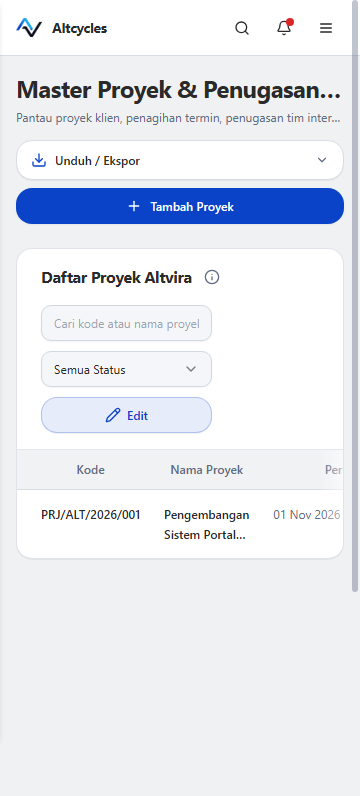 Altcycles
Master Proyek & Penugasan...
Pantau proyek klien, penagihan termin, penugasan tim inter...
Unduh / Ekspor
Tambah Proyek
Daftar Proyek Altvira
Cari kode atau nama proyel
Semua Status
Edit
Kode Nama Proyek Per
PRJ/ALT/2026/001 Pengembangan 01 Nov 2026
Sistem Portal...